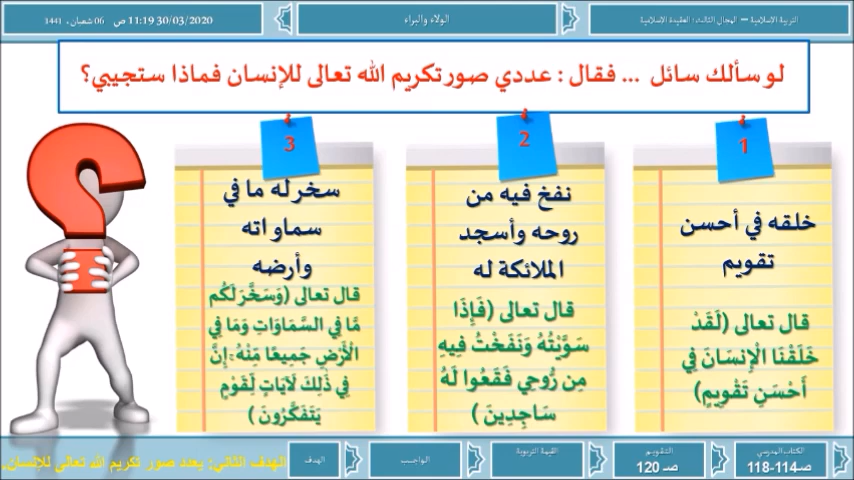 التربية الإسلامية – المجال الثالث: العقيدة الإسلامية
الولاء والبراء
30/03/2020 11:19 ص
06 شعبان، 1441
لو سألك سائل ... فقال : عددي صور تكريم الله تعالى للإنسان فماذا ستجيبي؟
1
خلقه في أحسن
تقويم
قال تعالى (لَقَدْ
خَلَقْنَا الْإِنسَانَ فِي
أَحْسَنِ تَقْوِيمٍ)
2
نفخ فيه من
روحه وأسجد
الملائكة له
قال تعالى (فَإِذَا
سَوَّيْتُهُ وَنَفَخْتُ فِيهِ
مِن رُّوحِي فَقَعُوا لَهُ
سَاجِدِينَ )
3
سخر له ما في
سماواته
وأرضه
قال تعالى (وَسَخَّرَ لَكُم
مَّا فِي السَّمَاوَاتِ وَمَا فِي
الْأَرْضِ جَمِيعًا مِّنْهُ ۚ إِنَّ
فِي ذَٰلِكَ لَآيَاتٍ لِّقَوْمٍ
يَتَفَكَّرُونَ )
الكتاب المدرسي
صـ114-118
التقويم
صـ 120
القيمة التربوية
الواجب
الهدف
الهدف الثاني: يعدد صور تكريم الله تعالى للإنسان.